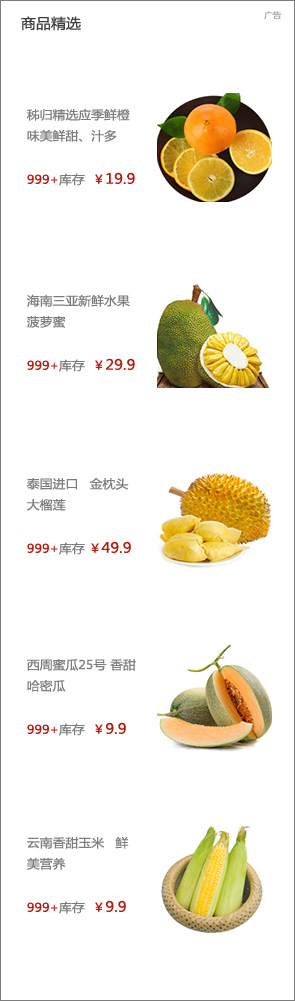 广告
商品精选
秭归精选应季鲜橙
味美鲜甜、汁多
999+库存 ¥19.9
海南三亚新鲜水果
菠萝蜜
999+库存 ¥29.9
泰国进口 金枕头
大榴莲
999+库存 ¥49.9
西周蜜瓜25号 香甜
哈密瓜
999+库存 ¥9.9
云南香甜玉米 鲜
美营养
999+库存 ¥9.9